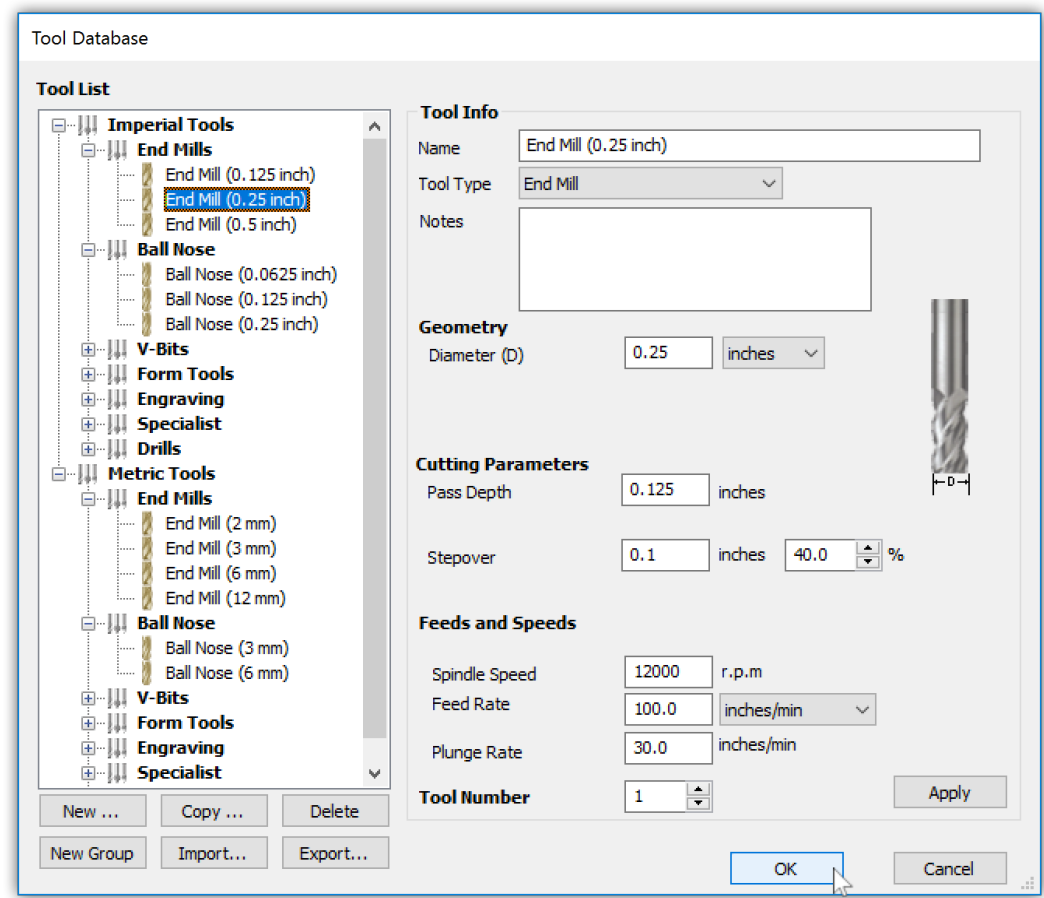 Tool Database
Tool List
Imperial Tools
End Mills
End Mill (0.125 inch)
End Mill (0.25 inch)
End Mill (0.5 inch)
Ball Nose
Ball Nose (0.0625 inch)
Ball Nose (0.125 inch)
Ball Nose (0.25 inch)
V-Bits
Form Tools
Engraving
Specialist
Drills
Metric Tools
End Mills
End Mill (2 mm)
End Mill (3 mm)
End Mill (6 mm)
End Mill (12 mm)
Ball Nose
Ball Nose (3 mm)
Ball Nose (6 mm)
V-Bits
Form Tools
Engraving
Specialist
New ... Copy ... Delete
New Group Import... Export...
Tool Info
Name End Mill (0.25 inch)
Tool Type End Mill
Notes
Geometry
Diameter (D) 0.25 inches
D
Cutting Parameters
Pass Depth 0.125 inches
Stepover 0.1 inches 40.0 %
Feeds and Speeds
Spindle Speed 12000 r.p.m
Feed Rate 100.0 inches/min
Plunge Rate 30.0 inches/min
Tool Number 1
Apply
OK Cancel